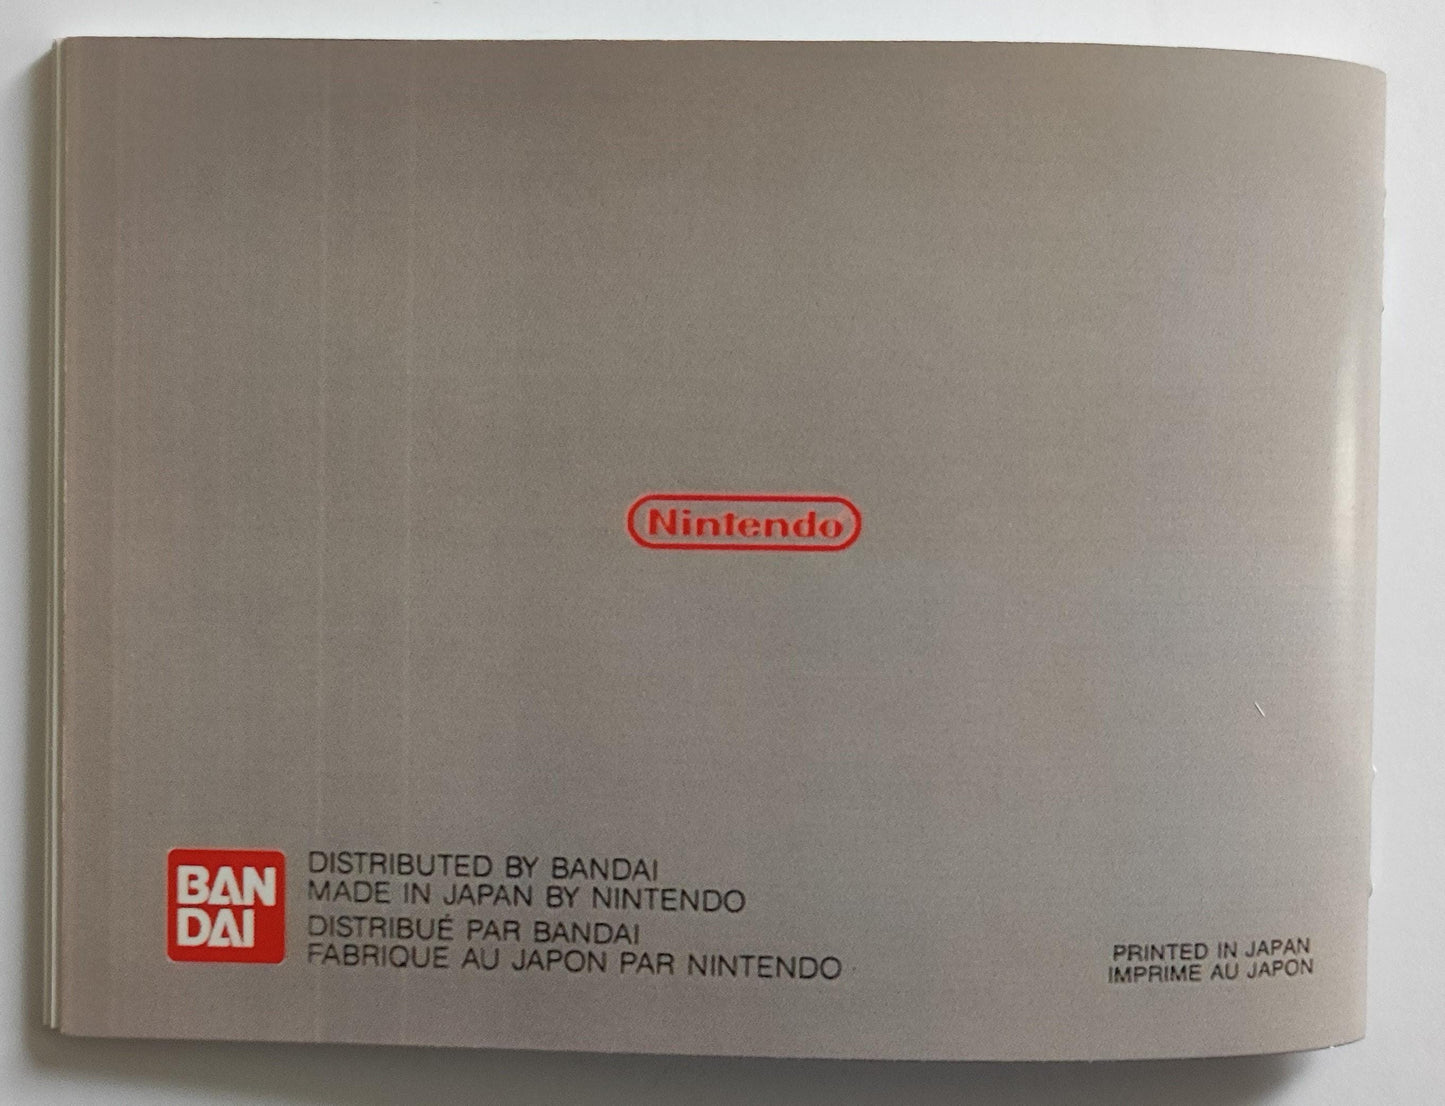 Nintendo
BAN
DAI
DISTRIBUTED BY BANDAI
MADE IN JAPAN BY NINTENDO
DISTRIBUÉ PAR BANDAI
FABRIQUE AU JAPON PAR NINTENDO
PRINTED IN JAPAN
IMPRIME AU JAPON